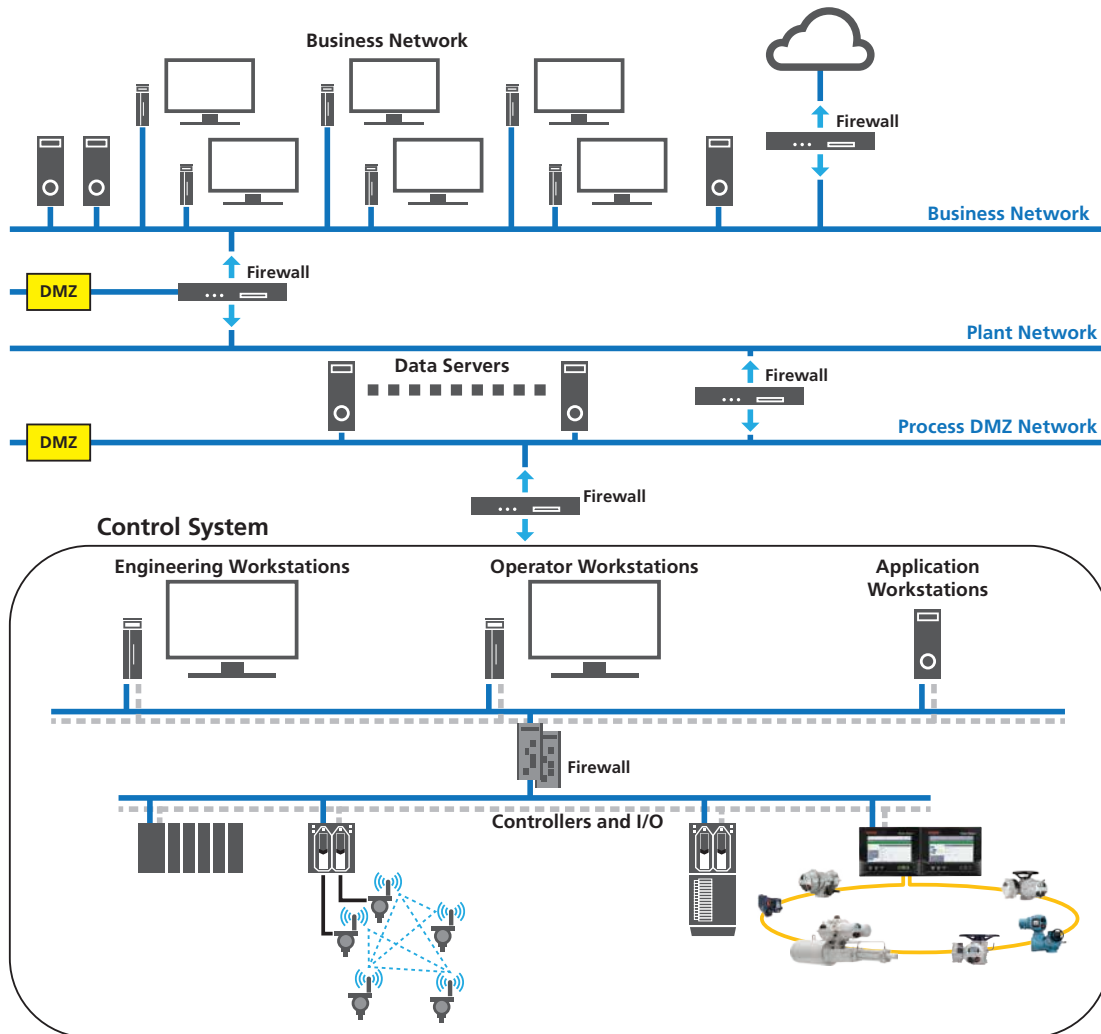 Business Network
Firewall
Business Network
Firewall
DMZ
Plant Network
Data Servers
Firewall
DMZ
Process DMZ Network
Firewall
Control System
Engineering Workstations
Operator Workstations
Application
Workstations
Firewall
Controllers and I/O